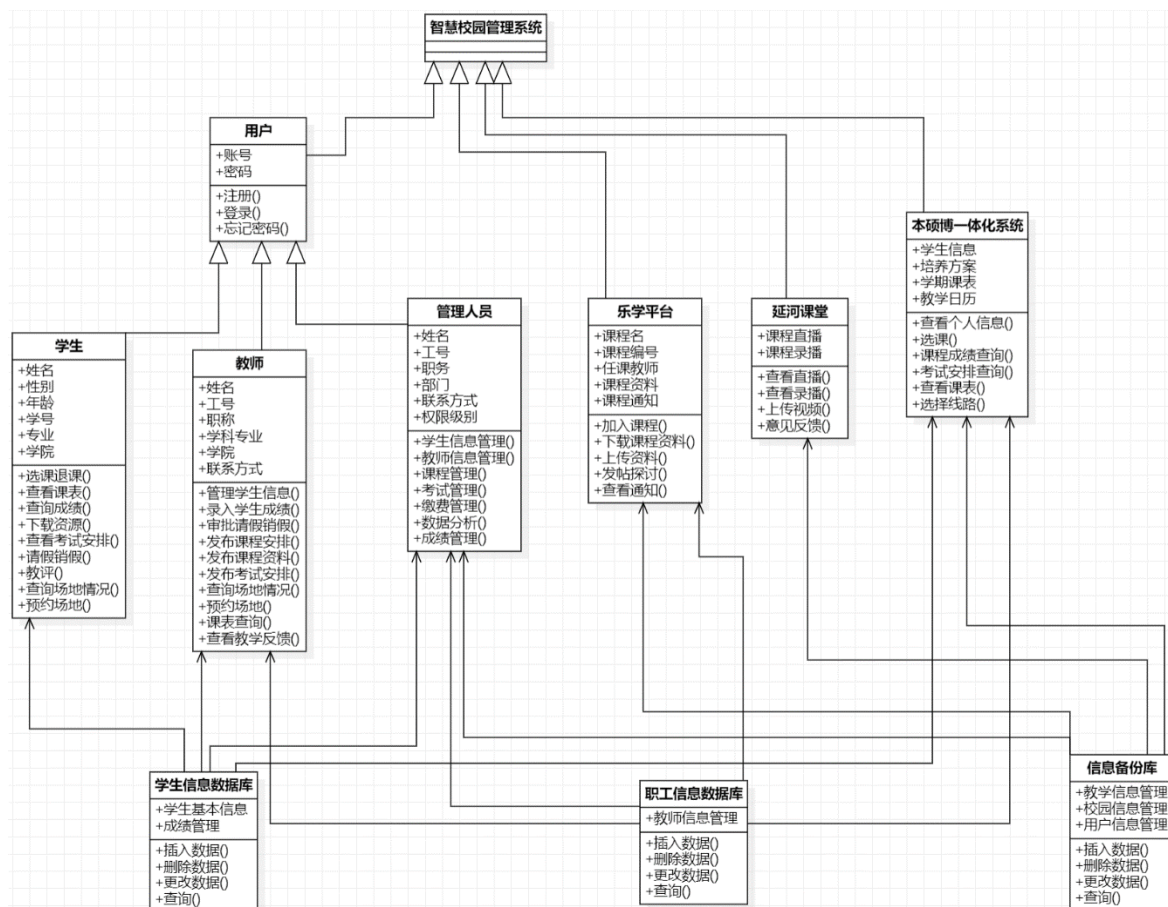 智慧校园管理系统
用户
+账号
+密码
+注册()
+登录()
+忘记密码()
本硕博一体化系统
+学生信息
+培养方案
+学期课表
+教学日历
+查看个人信息()
+选课()
+课程成绩查询()
+考试安排查询()
+查看课表()
+选择线路()
学生
+姓名
+性别
+年龄
+学号
+专业
+学院
+选课退课()
+查看课表()
+查询成绩()
+下载资源()
+查看考试安排()
+请假销假()
+教评()
+查询场地情况()
+预约场地()
教师
+姓名
+工号
+职称
+学科专业
+学院
+联系方式
+管理学生信息()
+录入学生成绩()
+审批请假销假()
+发布课程安排()
+发布课程资料()
+发布考试安排()
+查询场地情况()
+预约场地()
+课表查询()
+查看教学反馈()
管理人员
+姓名
+工号
+职务
+部门
+联系方式
+权限级别
+学生信息管理()
+教师信息管理()
+课程管理()
+考试管理()
+缴费管理()
+数据分析()
+成绩管理()
乐学平台
+课程名
+课程编号
+任课教师
+课程资料
+课程通知
+加入课程()
+下载课程资料()
+上传资料()
+发帖探讨()
+查看通知()
延河课堂
+课程直播
+课程录播
+查看直播()
+查看录播()
+上传视频()
+意见反馈()
学生信息数据库
+学生基本信息
+成绩管理
+插入数据()
+删除数据()
+更改数据()
+查询()
职工信息数据库
+教师信息管理
+插入数据()
+删除数据()
+更改数据()
+查询()
信息备份库
+教学信息管理
+校园信息管理
+用户信息管理
+插入数据()
+删除数据()
+更改数据()
+查询()